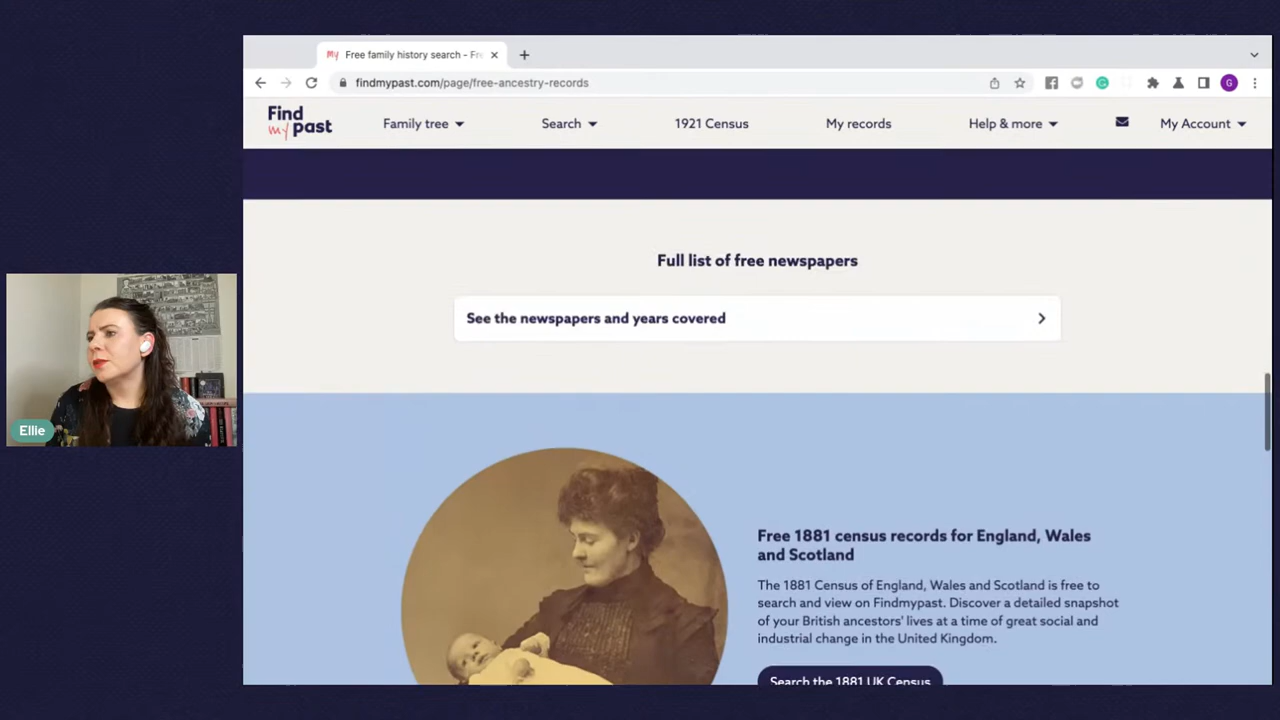 my Free family history search - Fre
findmypast.com/page/free-ancestry-records
G
Find
my past
Family tree
Search
1921 Census
My records
Help & more
My Account
Full list of free newspapers
See the newspapers and years covered
Ellie
Free 1881 census records for England, Wales
and Scotland
The 1881 Census of England, Wales and Scotland is free to
search and view on Findmypast. Discover a detailed snapshot
of your British ancestors' lives at a time of great social and
industrial change in the United Kingdom.
Search the 1881 UK Census